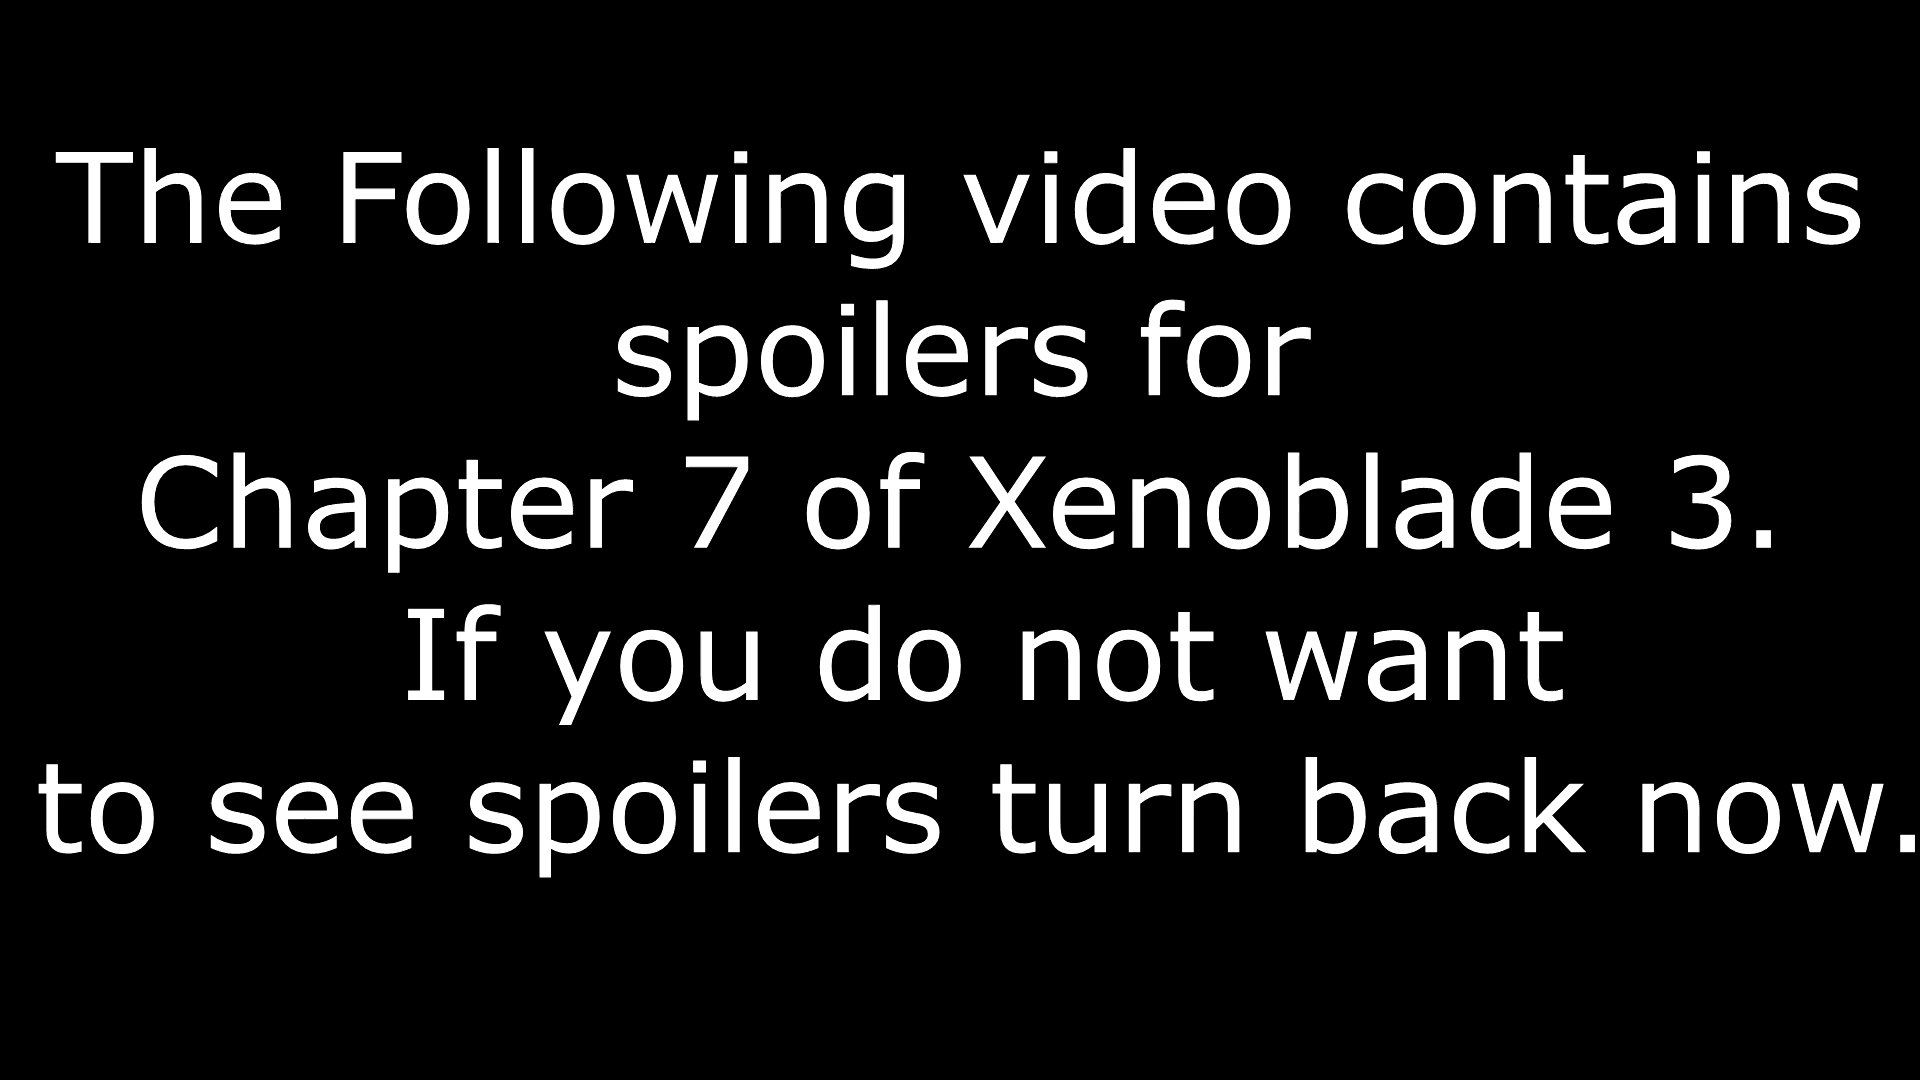 The Following video contains
spoilers for
Chapter 7 of Xenoblade 3.
If you do not want
to see spoilers turn back now.